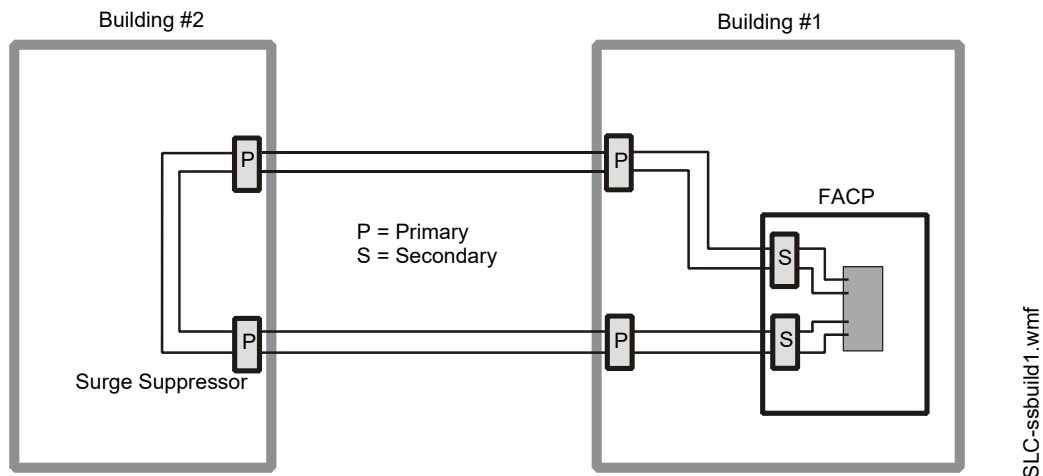 Building #2
Building #1
P
P
FACP
P = Primary
S = Secondary
S
P
P
S
Surge Suppressor
SLC-ssbuild1.wmf